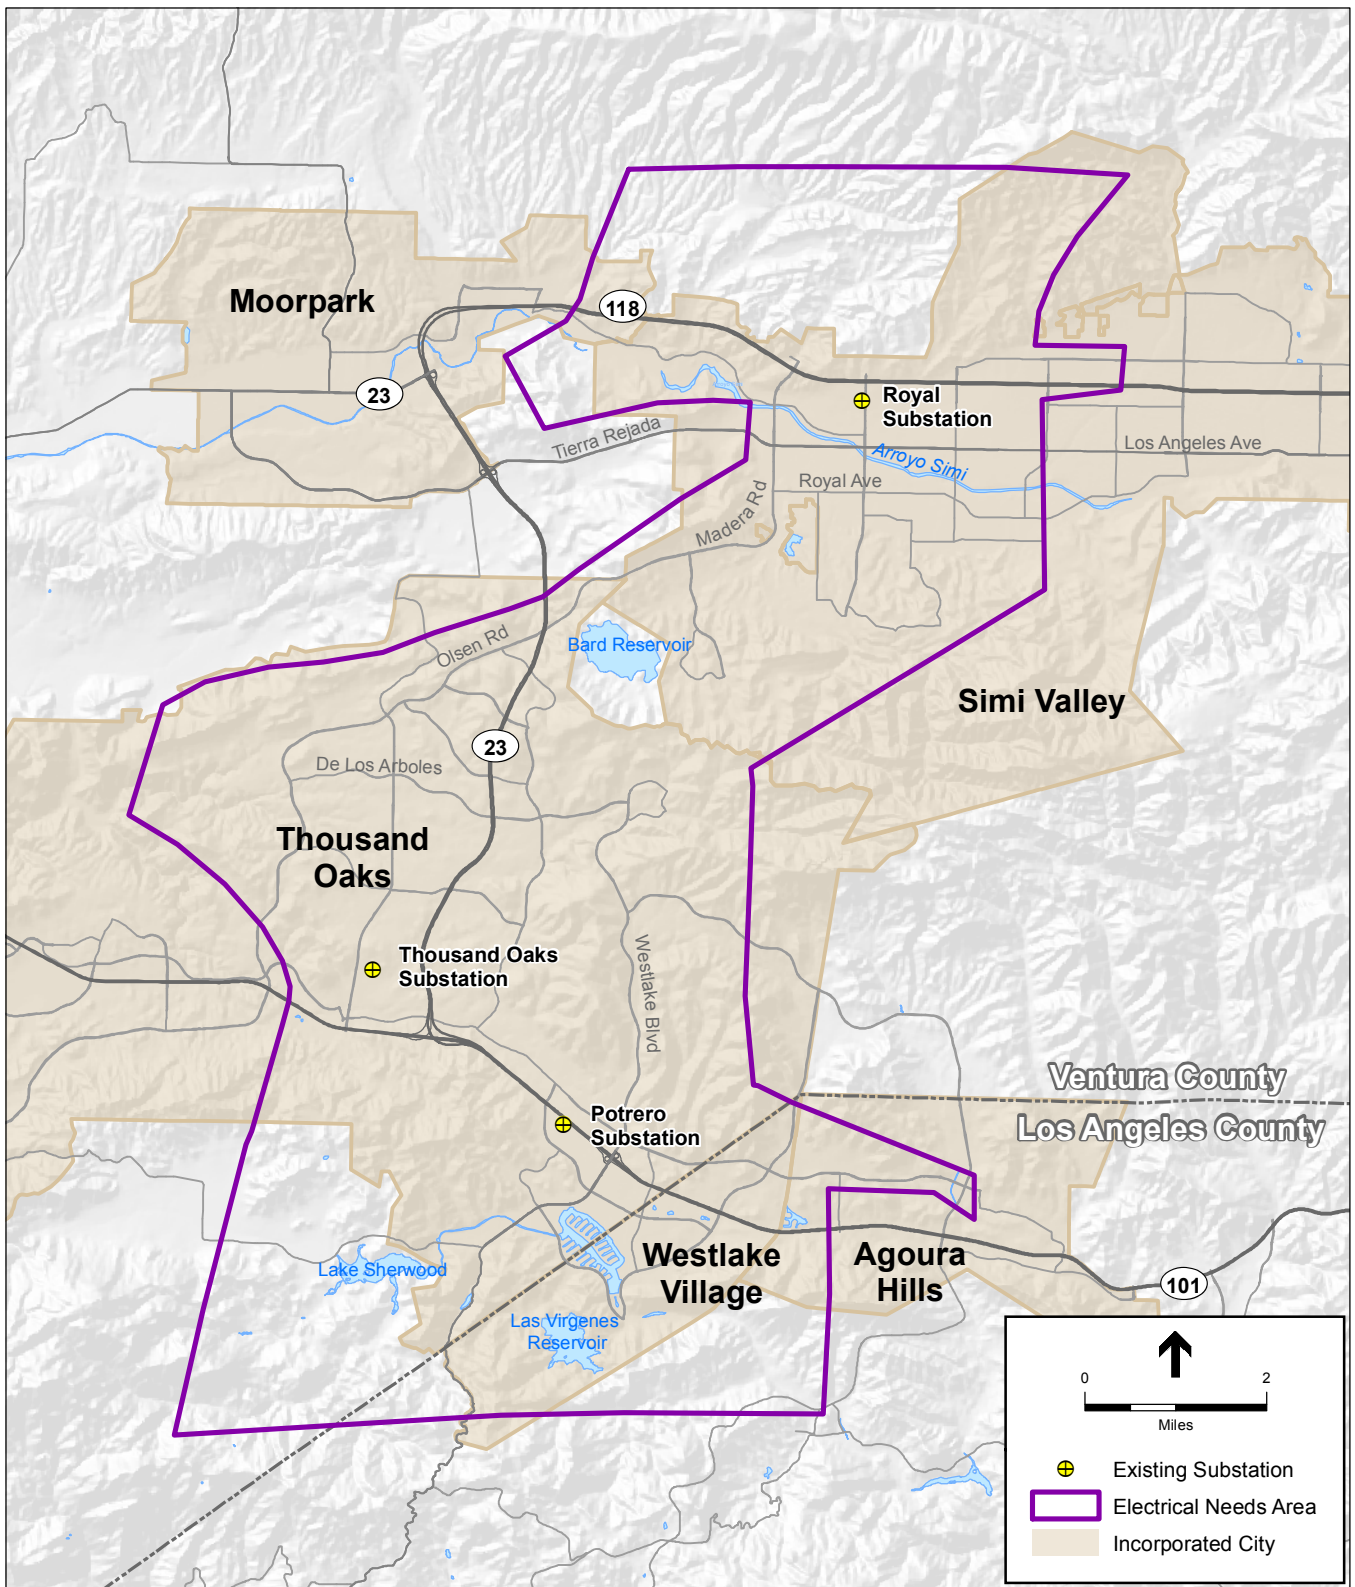 Moorpark
118
23
Royal
Substation
Tierra Rejada
Los Angeles Ave
Arroyo Simi
Royal Ave
Madera Rd
Olsen Rd
Bard Reservoir
Simi Valley
23
De Los Arboles
Thousand
Oaks
Thousand Oaks
Substation
Westlake Blvd
Ventura County
Los Angeles County
Potrero
Substation
Westlake
Village
Agoura
Hills
Lake Sherwood
101
Las Virgenes
Reservoir
0 2
Miles
Existing Substation
Electrical Needs Area
Incorporated City